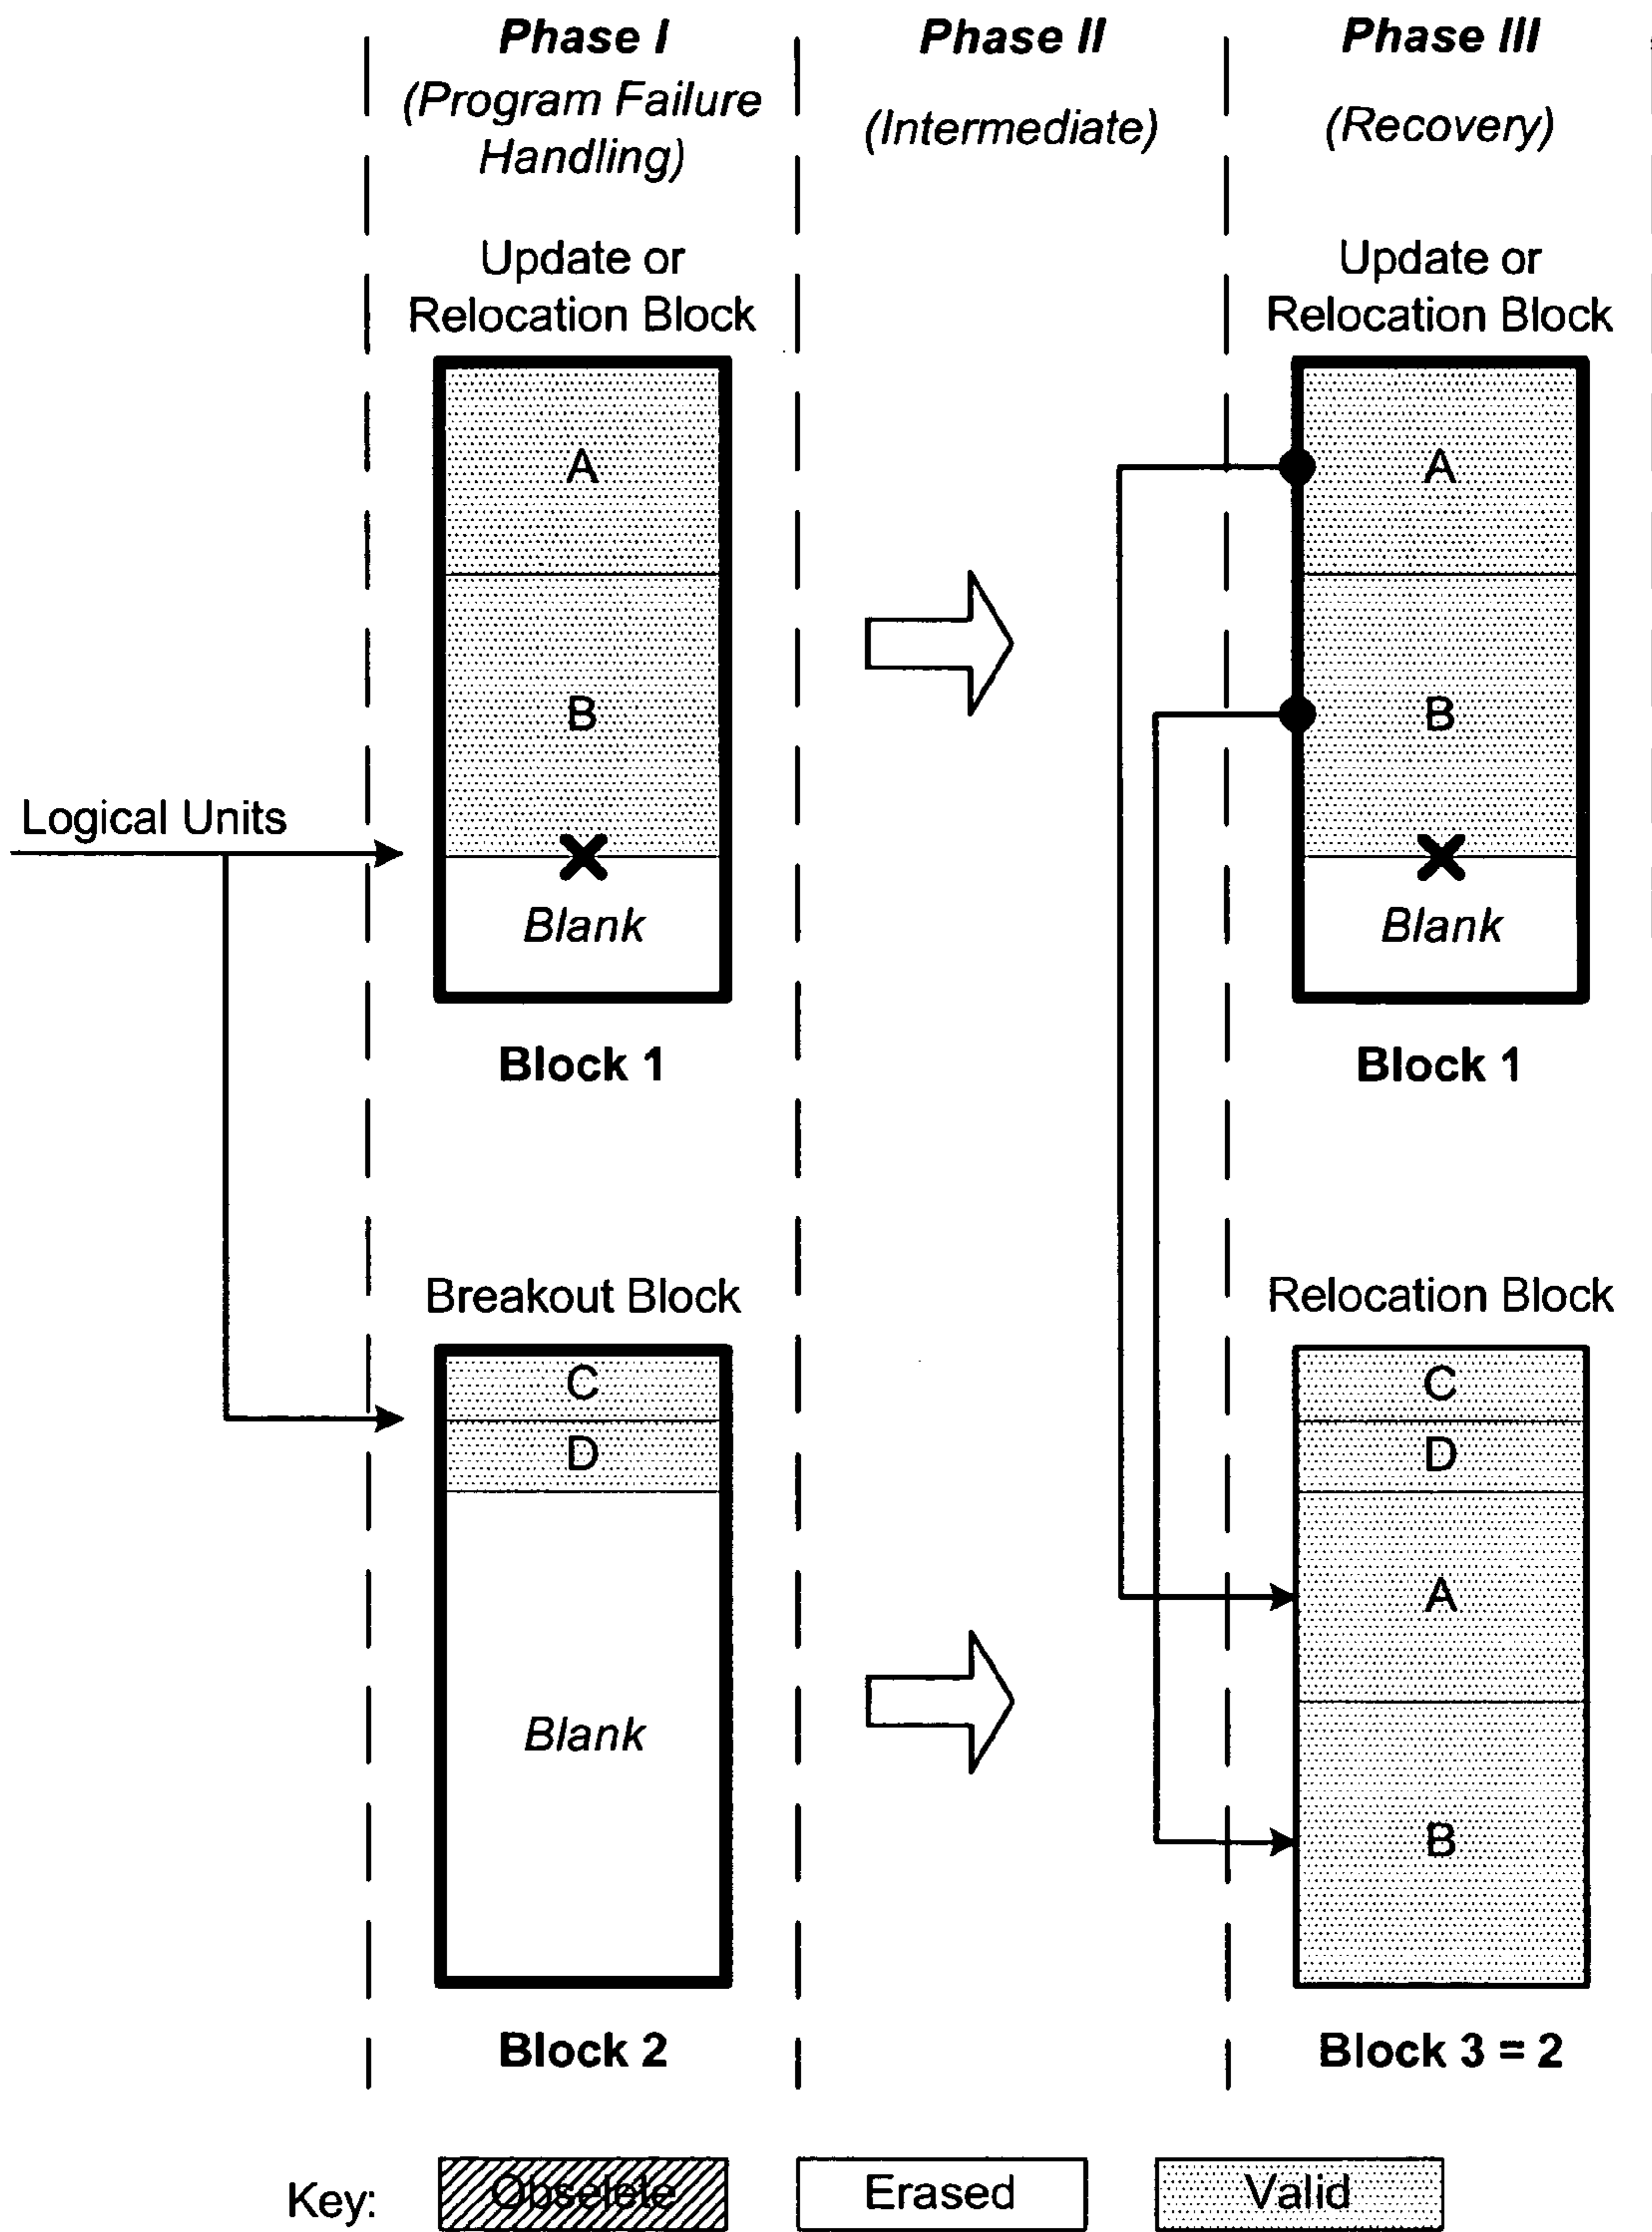 Phase I
(Program Failure
Handling)
Phase II
(Intermediate)
Phase III
(Recovery)
Update or
Relocation Block
Update or
Relocation Block
A
A
B
B
Logical Units
Blank
Blank
Block 1
Block 1
Breakout Block
Relocation Block
C
C
D
D
A
Blank
B
Block 2
Block 3 = 2
Key:
Obselete
Erased
Valid